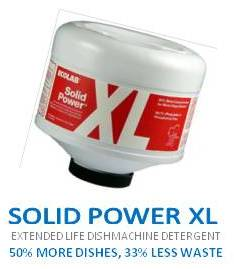 ECOLAB
Solid
Power
XL
SOLID POWER XL
EXTENDED LIFE DISHMACHINE DETERGENT
50% MORE DISHES, 33% LESS WASTE